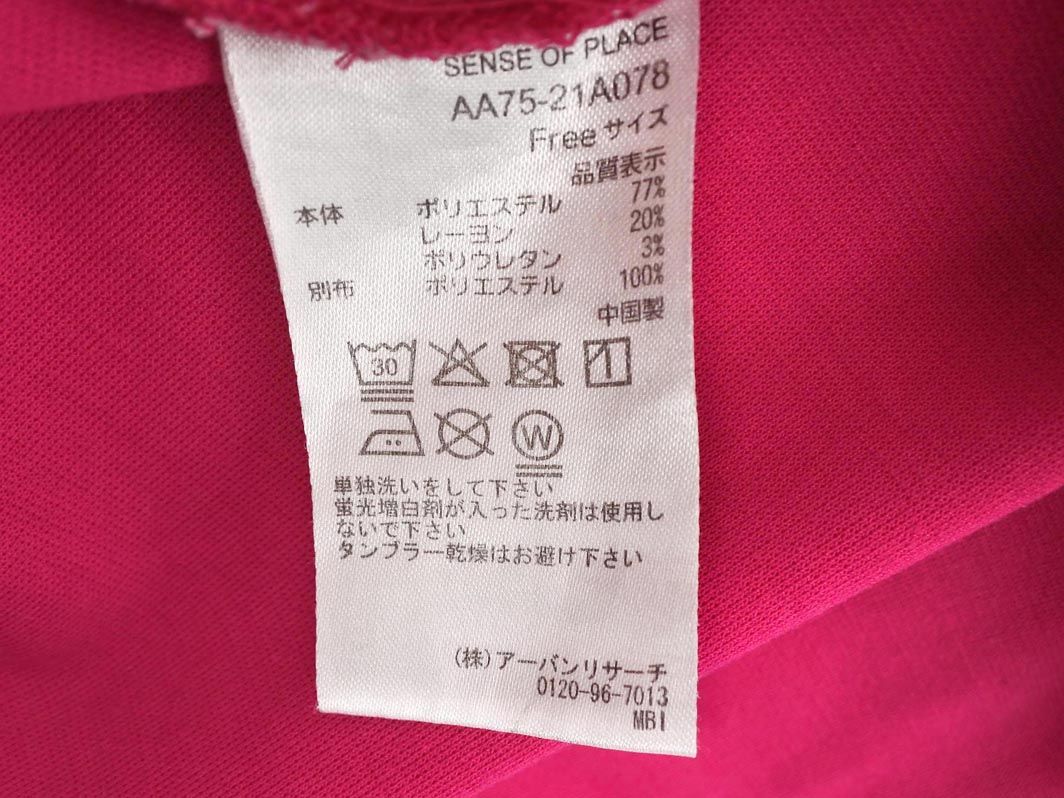 SENSE OF PLACE
AA75-21A078
Free サイズ
品質表示
本体 ポリエステル 77%
レーヨン 20%
ポリウレタン 3%
別布 ポリエステル 100%
中国製
30
W
単独洗いをして下さい
蛍光増白剤が入った洗剤は使用し
ないで下さい
タンブラー乾燥はお避け下さい
(株)アーバンリサーチ
0120-96-7013
MBI